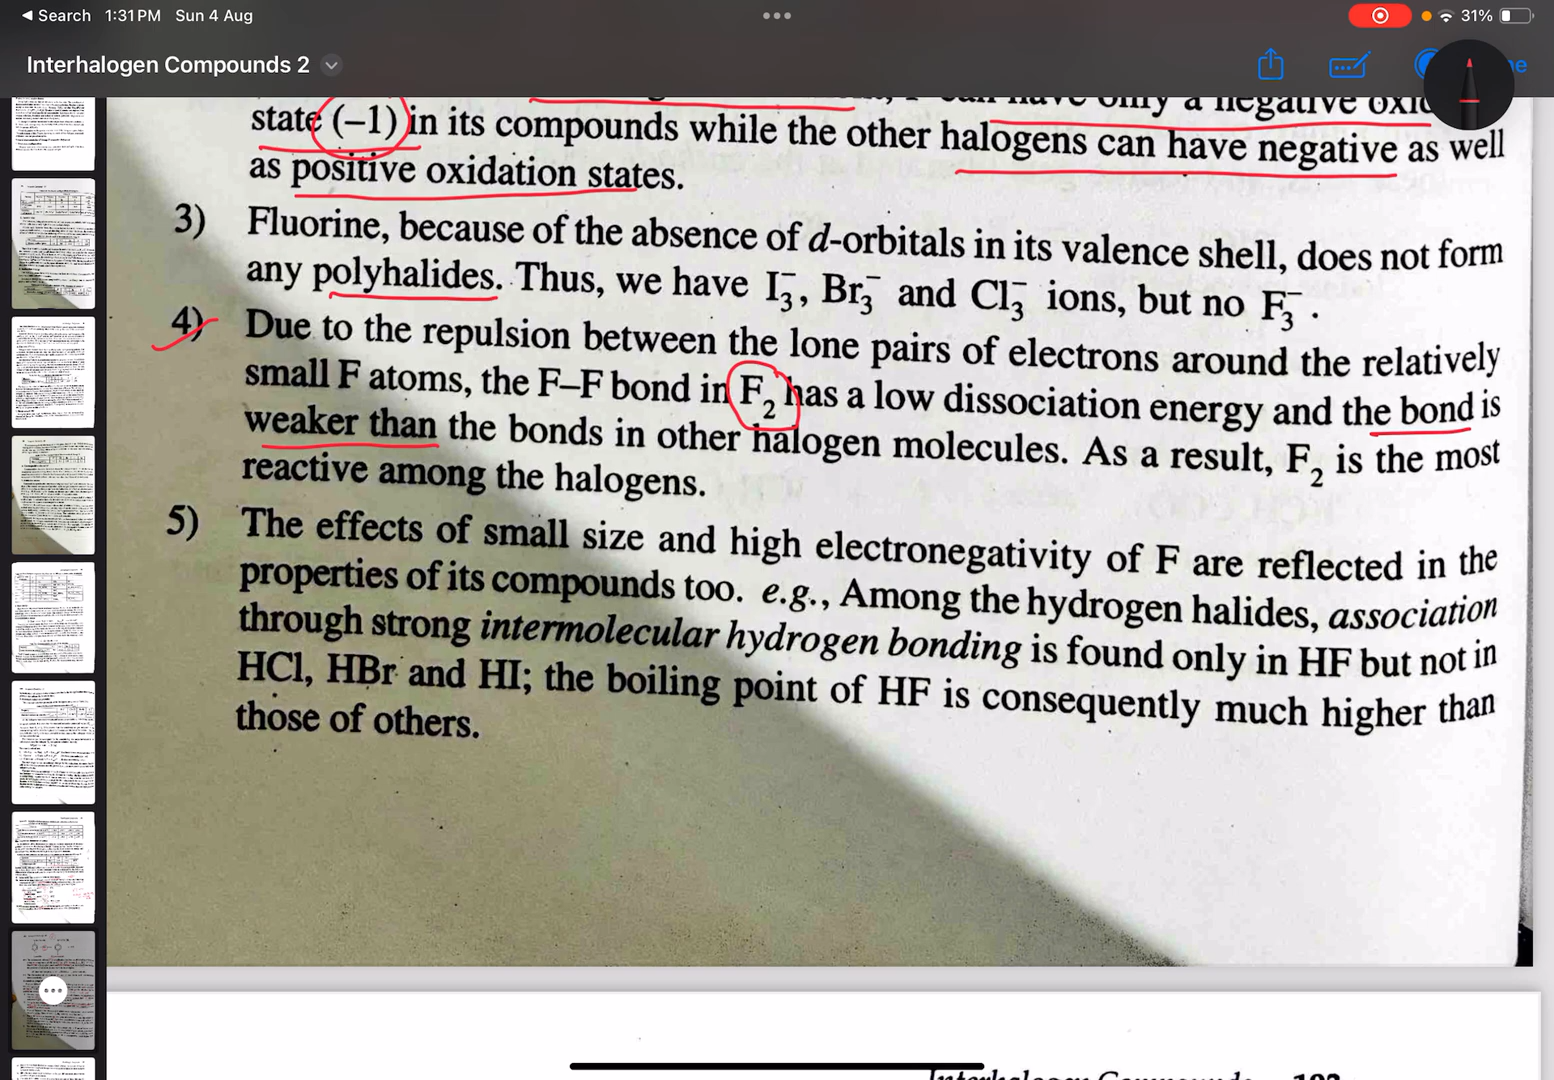 Search 1:31 PM Sun 4 Aug
31%
Interhalogen Compounds 2
can have only a negative
state (−1) in its compounds while the other halogens can have negative as well
as positive oxidation states.
3) Fluorine, because of the absence of d-orbitals in its valence shell, does not form
any polyhalides. Thus, we have I₃⁻, Br₃⁻ and Cl₃⁻ ions, but no F₃⁻.
4) Due to the repulsion between the lone pairs of electrons around the relatively
small F atoms, the F–F bond in F₂ has a low dissociation energy and the bond is
weaker than the bonds in other halogen molecules. As a result, F₂ is the most
reactive among the halogens.
5) The effects of small size and high electronegativity of F are reflected in the
properties of its compounds too. e.g., Among the hydrogen halides, association
through strong intermolecular hydrogen bonding is found only in HF but not in
HCl, HBr and HI; the boiling point of HF is consequently much higher than
those of others.
Interhalogen Compounds